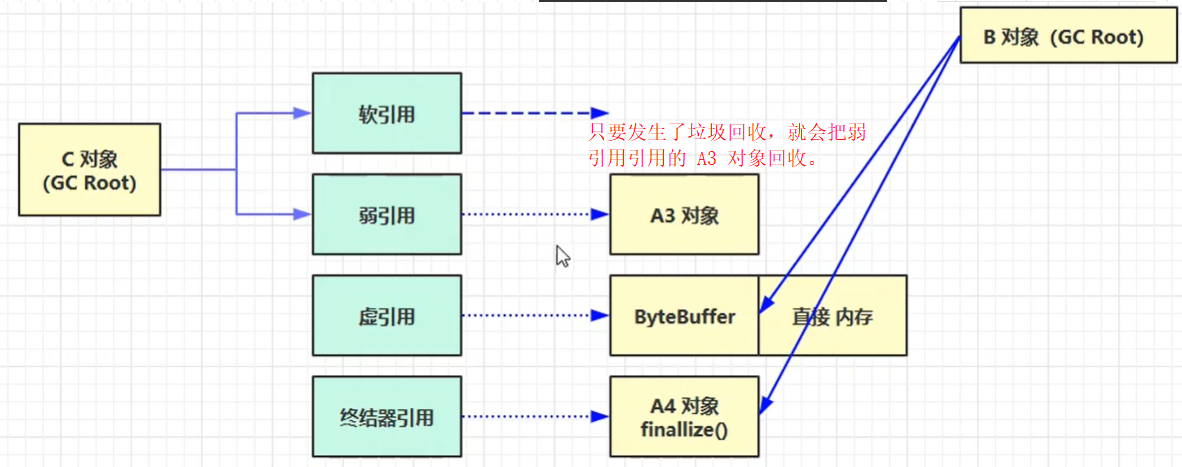 B 对象 (GC Root)
软引用
只要发生了垃圾回收，就会把弱
引用引用的 A3 对象回收。
C 对象
(GC Root)
弱引用
A3 对象
虚引用
ByteBuffer
直接 内存
终结器引用
A4 对象
finallize()